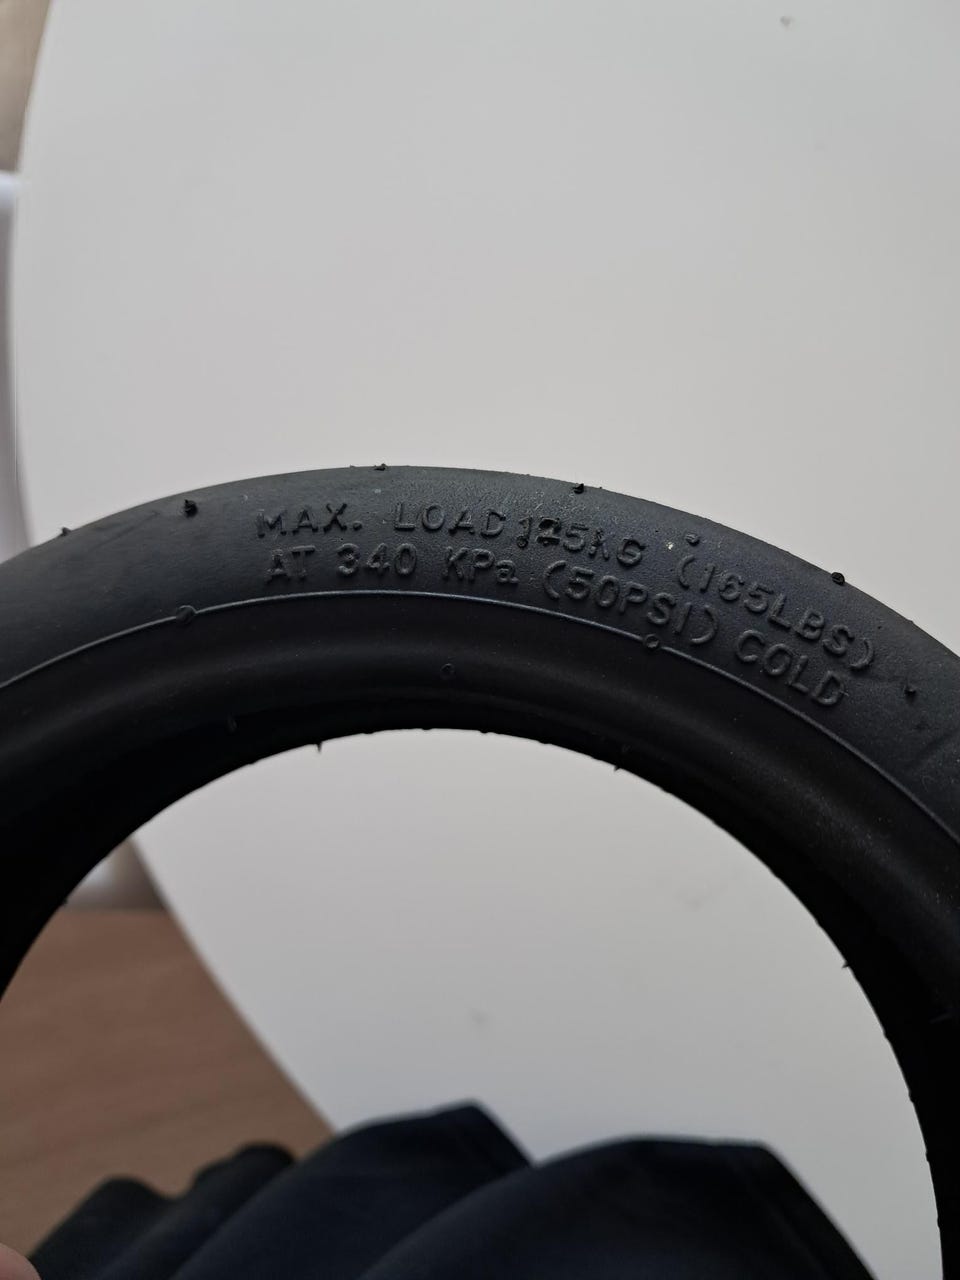 MAX. LOAD 125KG (165LBS)
AT 340 KPa (50PSI) COLD